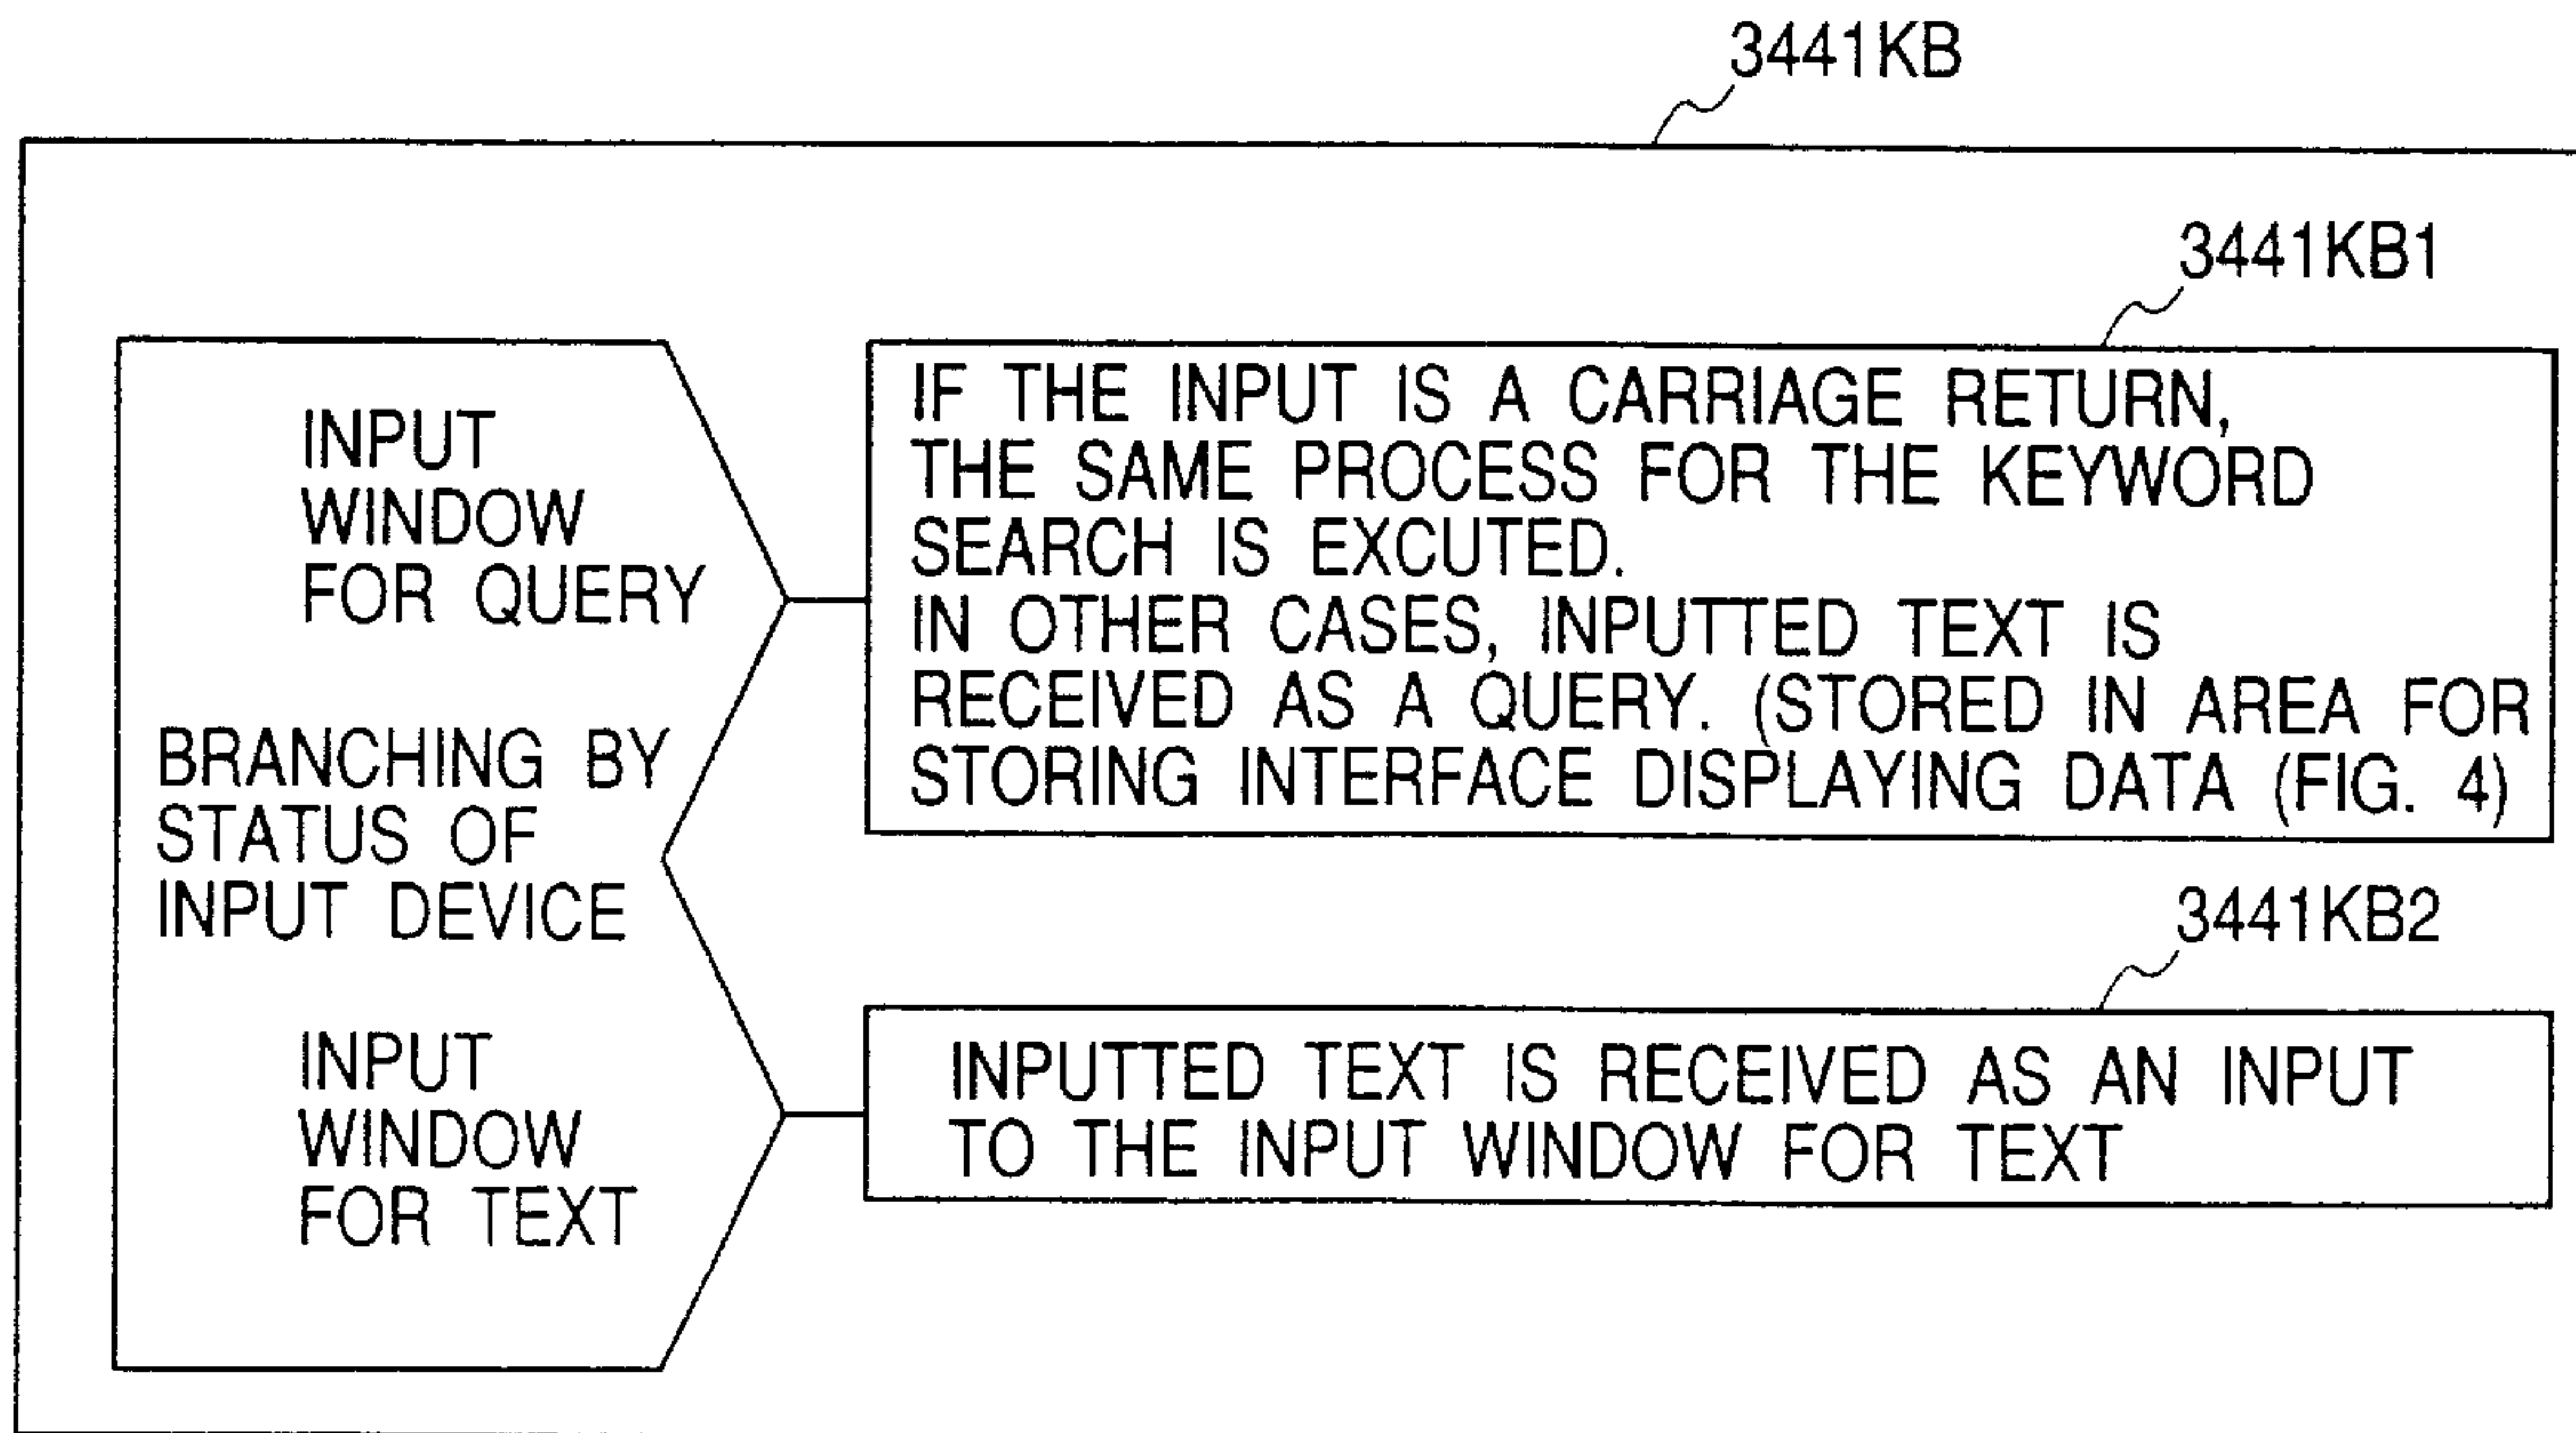 3441KB
3441KB1
INPUT
WINDOW
FOR QUERY
BRANCHING BY
STATUS OF
INPUT DEVICE
INPUT
WINDOW
FOR TEXT
IF THE INPUT IS A CARRIAGE RETURN,
THE SAME PROCESS FOR THE KEYWORD
SEARCH IS EXCUTED.
IN OTHER CASES, INPUTTED TEXT IS
RECEIVED AS A QUERY. (STORED IN AREA FOR
STORING INTERFACE DISPLAYING DATA (FIG. 4)
3441KB2
INPUTTED TEXT IS RECEIVED AS AN INPUT
TO THE INPUT WINDOW FOR TEXT